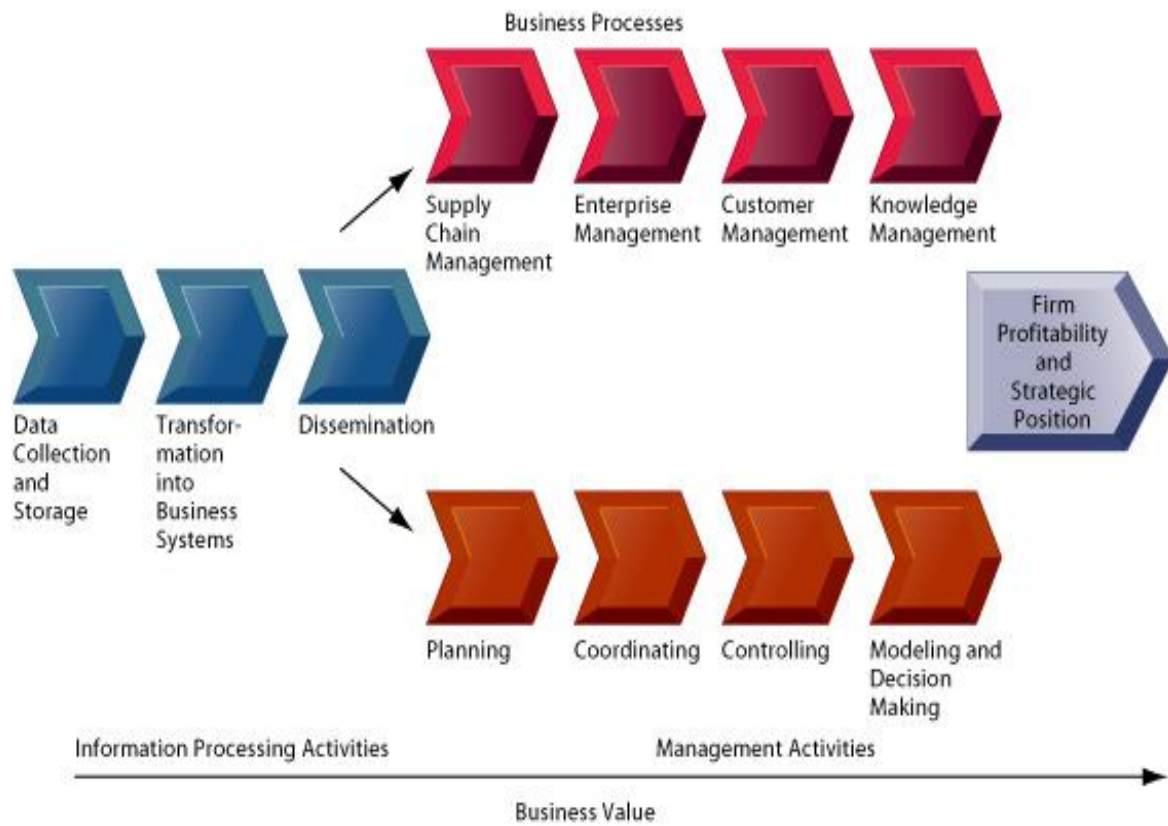 Business Processes
Supply
Chain
Management
Enterprise
Management
Customer
Management
Knowledge
Management
Data
Collection
and
Storage
Transfor-
mation
into
Business
Systems
Dissemination
Firm
Profitability
and
Strategic
Position
Planning
Coordinating
Controlling
Modeling and
Decision
Making
Information Processing Activities
Management Activities
Business Value